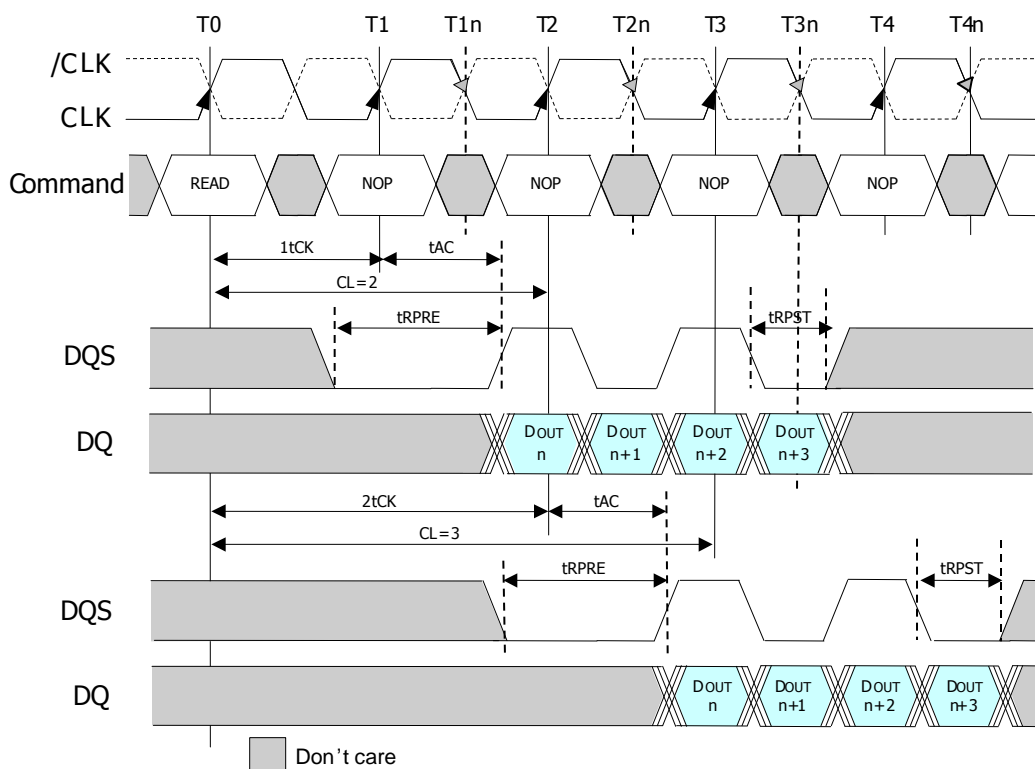 T0 T1 T1n T2 T2n T3 T3n T4 T4n
/CLK
CLK
Command READ NOP NOP NOP NOP
1tCK tAC
CL=2
tRPRE tRPST
DQS
DQ DOUT n DOUT n+1 DOUT n+2 DOUT n+3
2tCK tAC
CL=3
tRPRE tRPST
DQS
DQ DOUT n DOUT n+1 DOUT n+2 DOUT n+3
Don't care